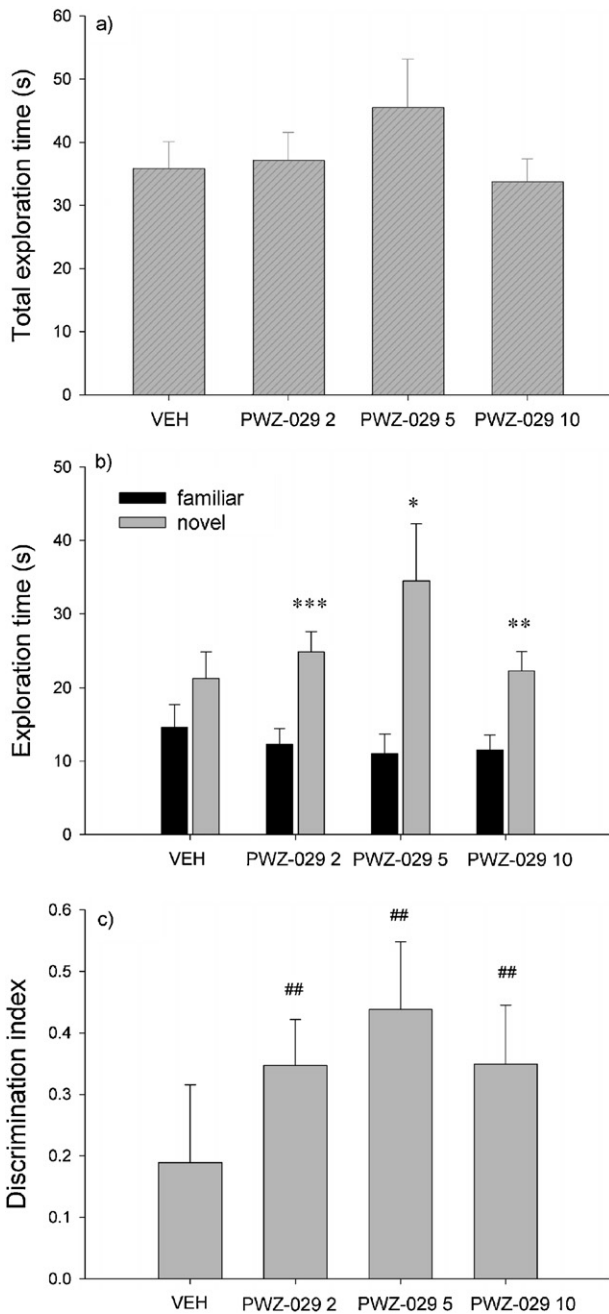 a)
Total exploration time (s)
60
50
40
30
20
10
0
VEH PWZ-029 2 PWZ-029 5 PWZ-029 10
b)
familiar
novel
Exploration time (s)
50
40
30
20
10
0
*** * **
VEH PWZ-029 2 PWZ-029 5 PWZ-029 10
c)
Discrimination index
0.6
0.5
0.4
0.3
0.2
0.1
0.0
## ## ##
VEH PWZ-029 2 PWZ-029 5 PWZ-029 10